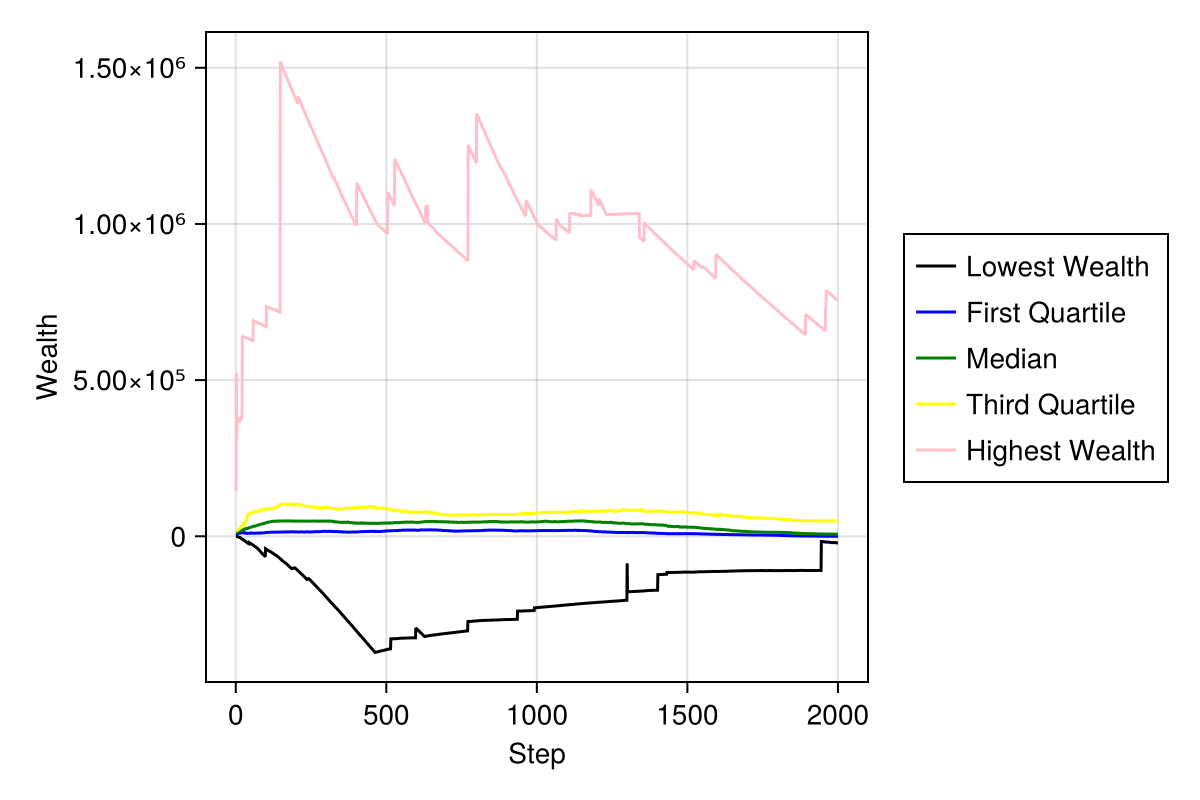 1.50×10⁶
1.00×10⁶
5.00×10⁵
0
Wealth
0 500 1000 1500 2000
Step
Lowest Wealth
First Quartile
Median
Third Quartile
Highest Wealth